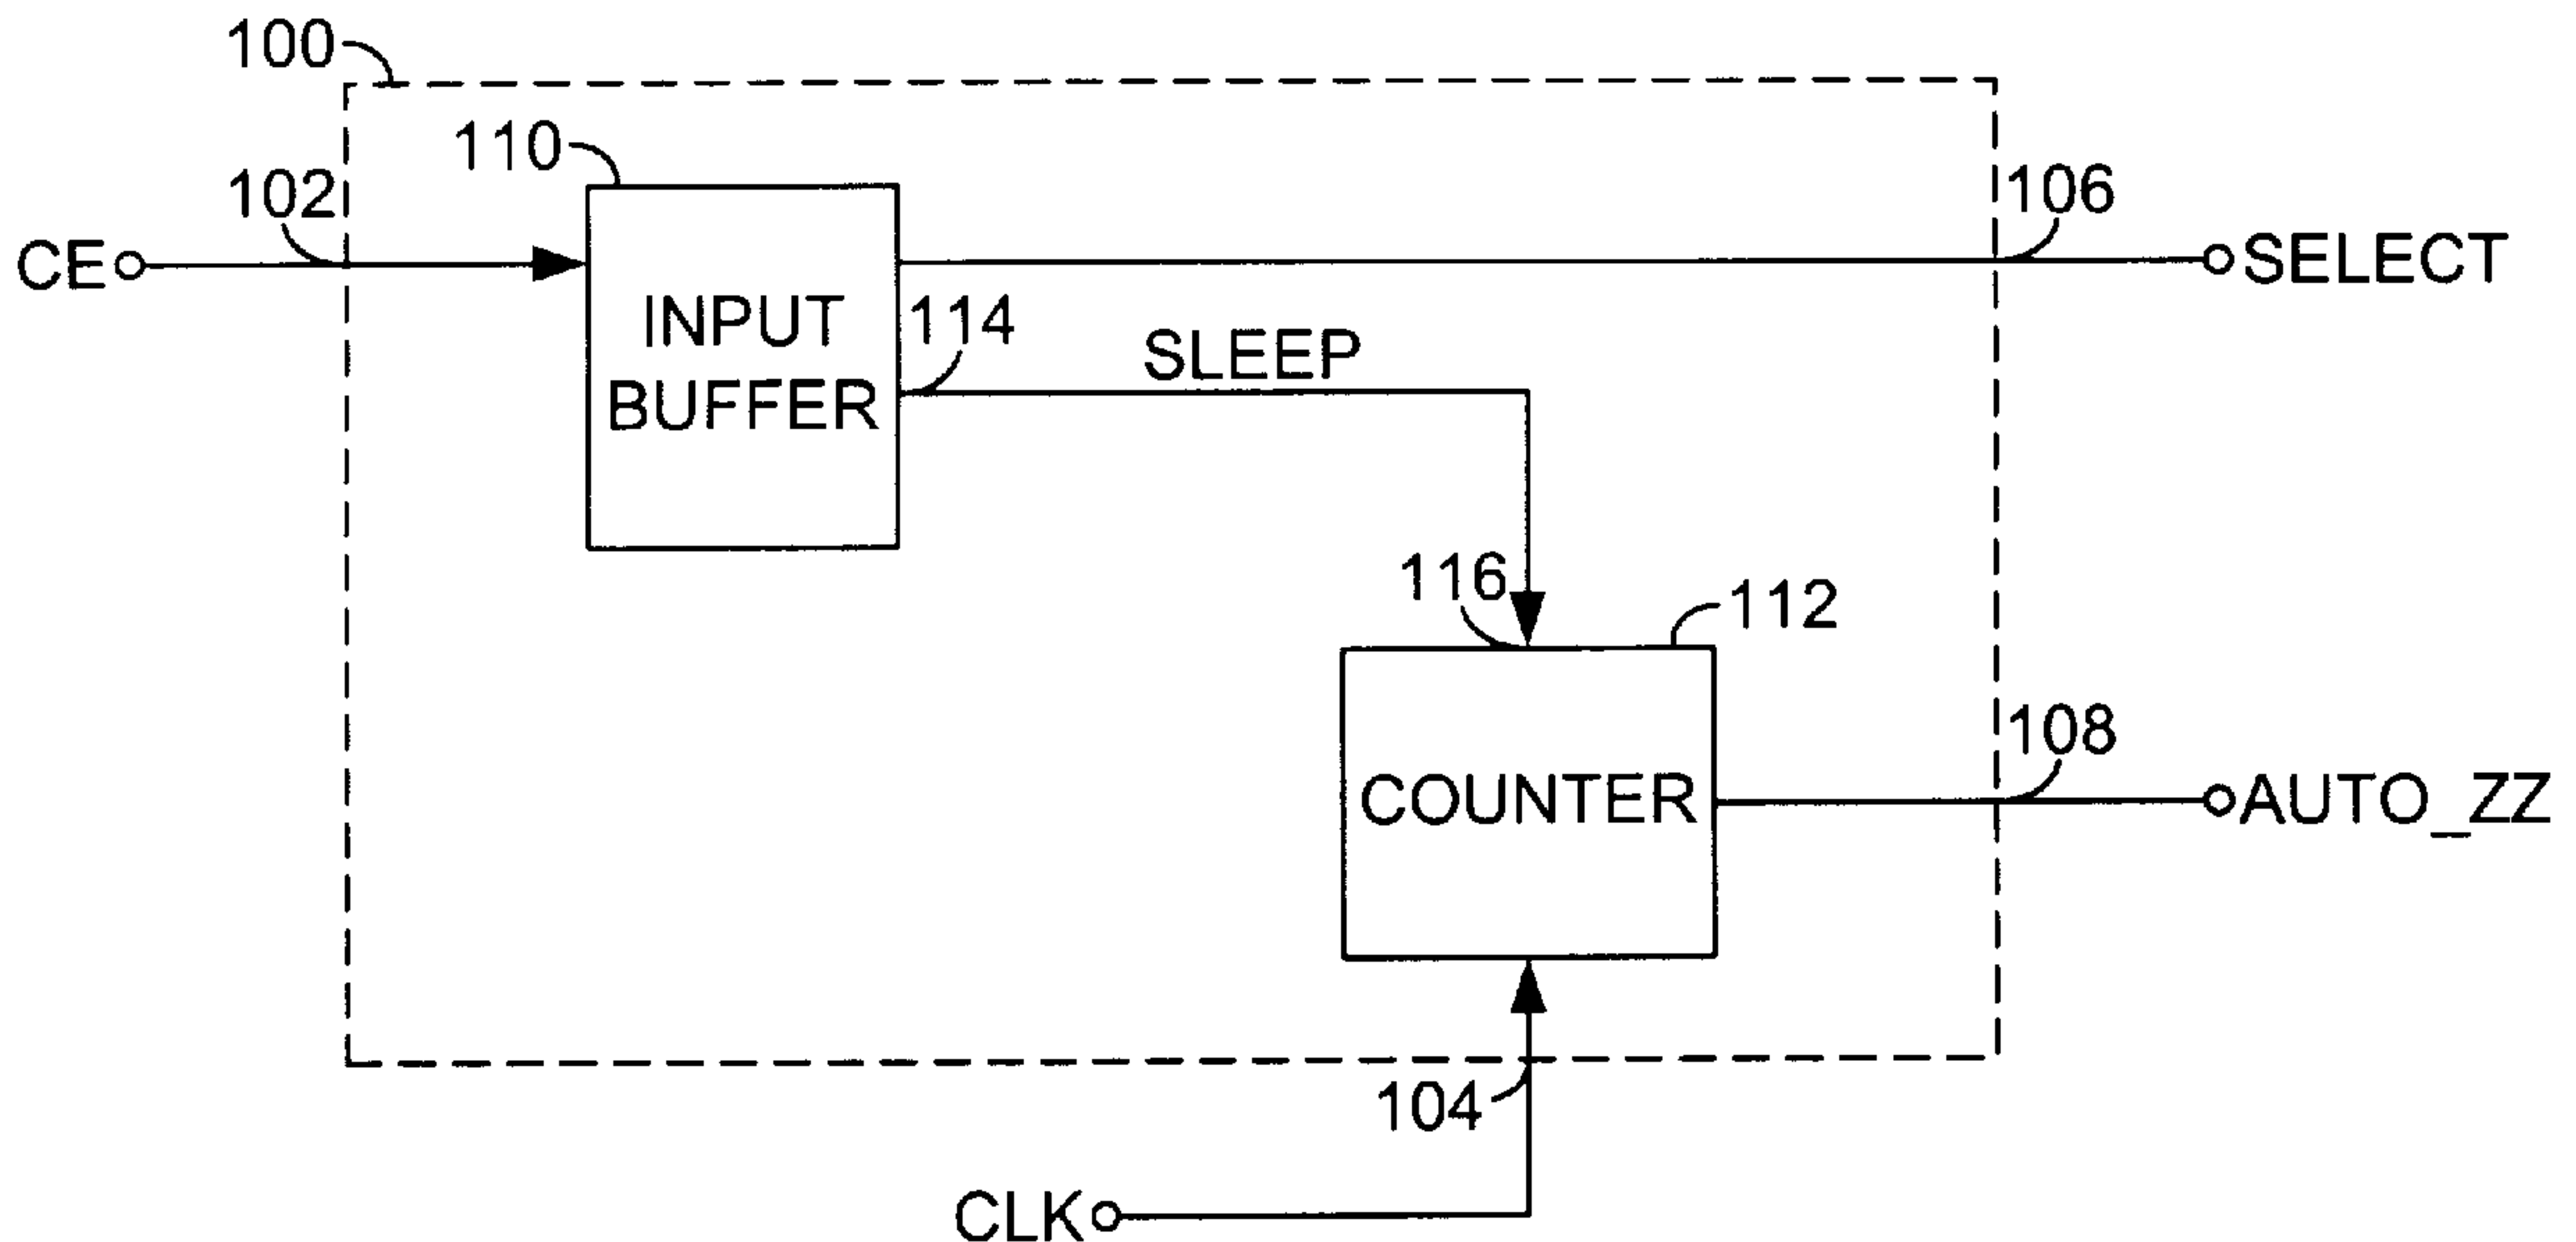 100
110
102
106
CE
SELECT
INPUT
BUFFER
114
SLEEP
116
112
COUNTER
108
AUTO_ZZ
104
CLK